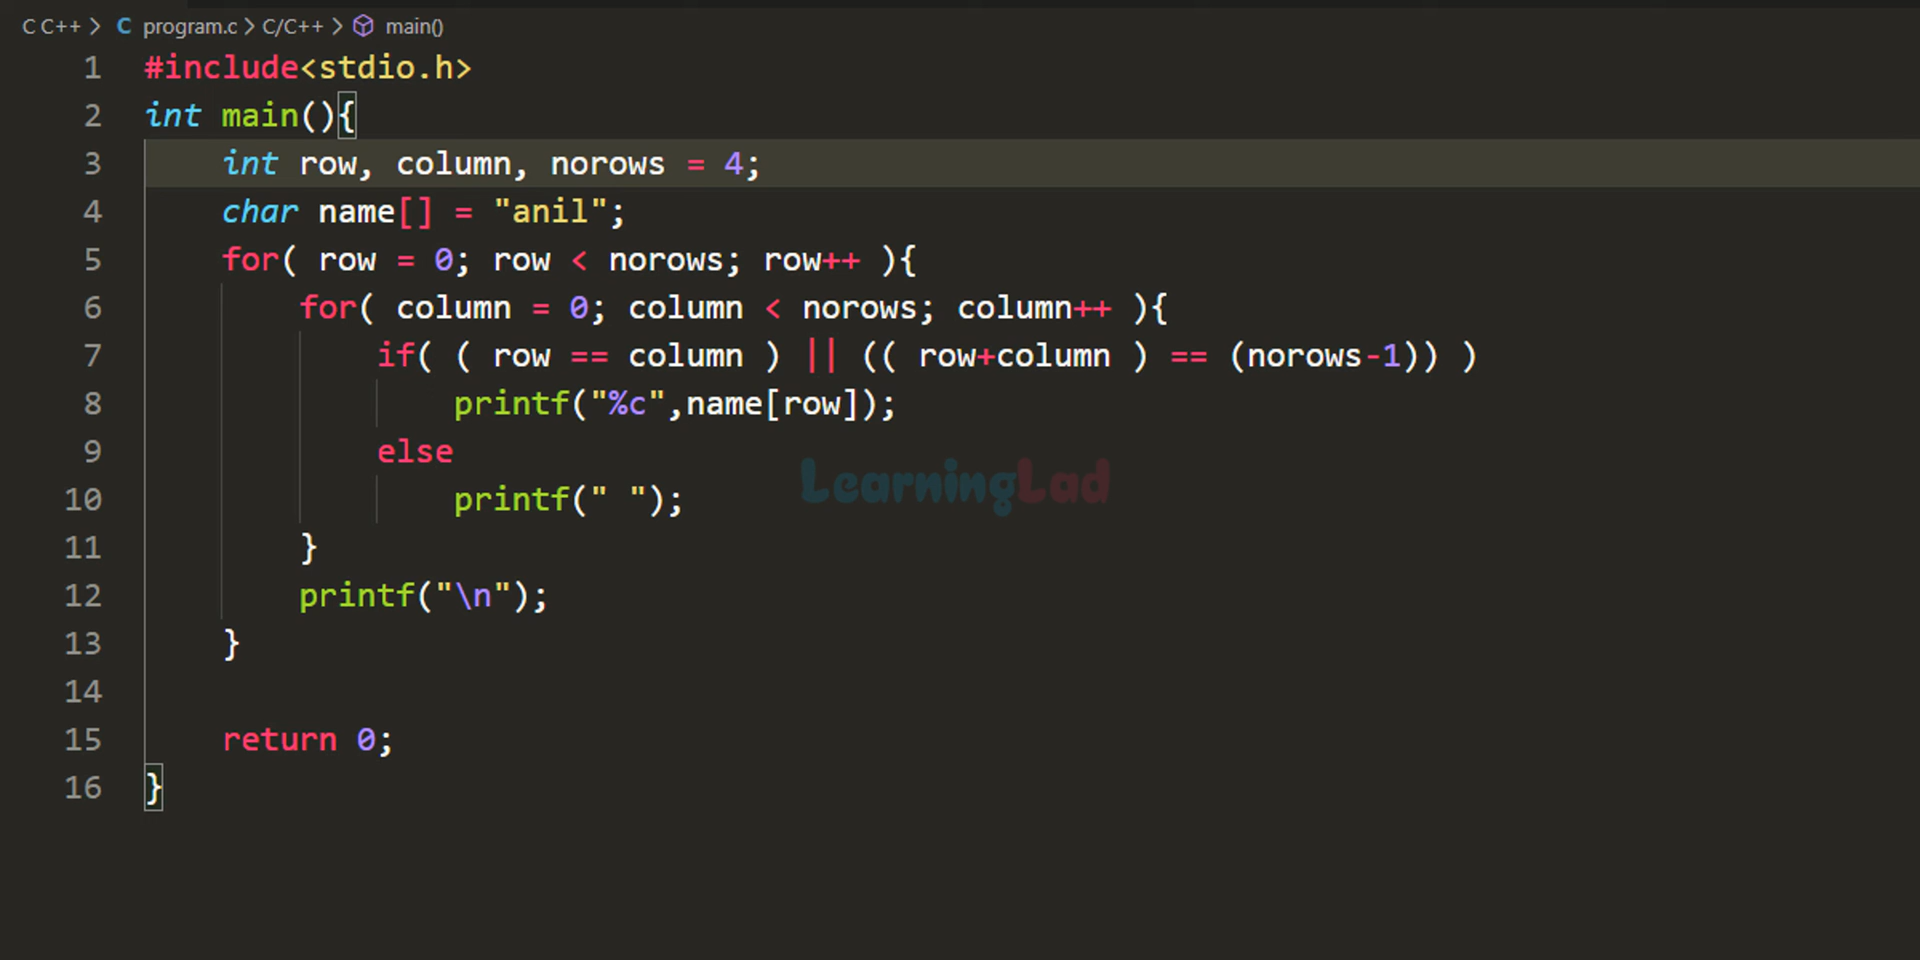 C C++ > C program.c > C/C++ > main()
1 #include<stdio.h>
2 int main(){
3     int row, column, norows = 4;
4     char name[] = "anil";
5     for( row = 0; row < norows; row++ ){
6         for( column = 0; column < norows; column++ ){
7             if( ( row == column ) || (( row+column ) == (norows-1)) )
8                 printf("%c",name[row]);
9             else
10                 printf(" ");
11         }
12         printf("\n");
13     }
14
15     return 0;
16 }
LearningLad